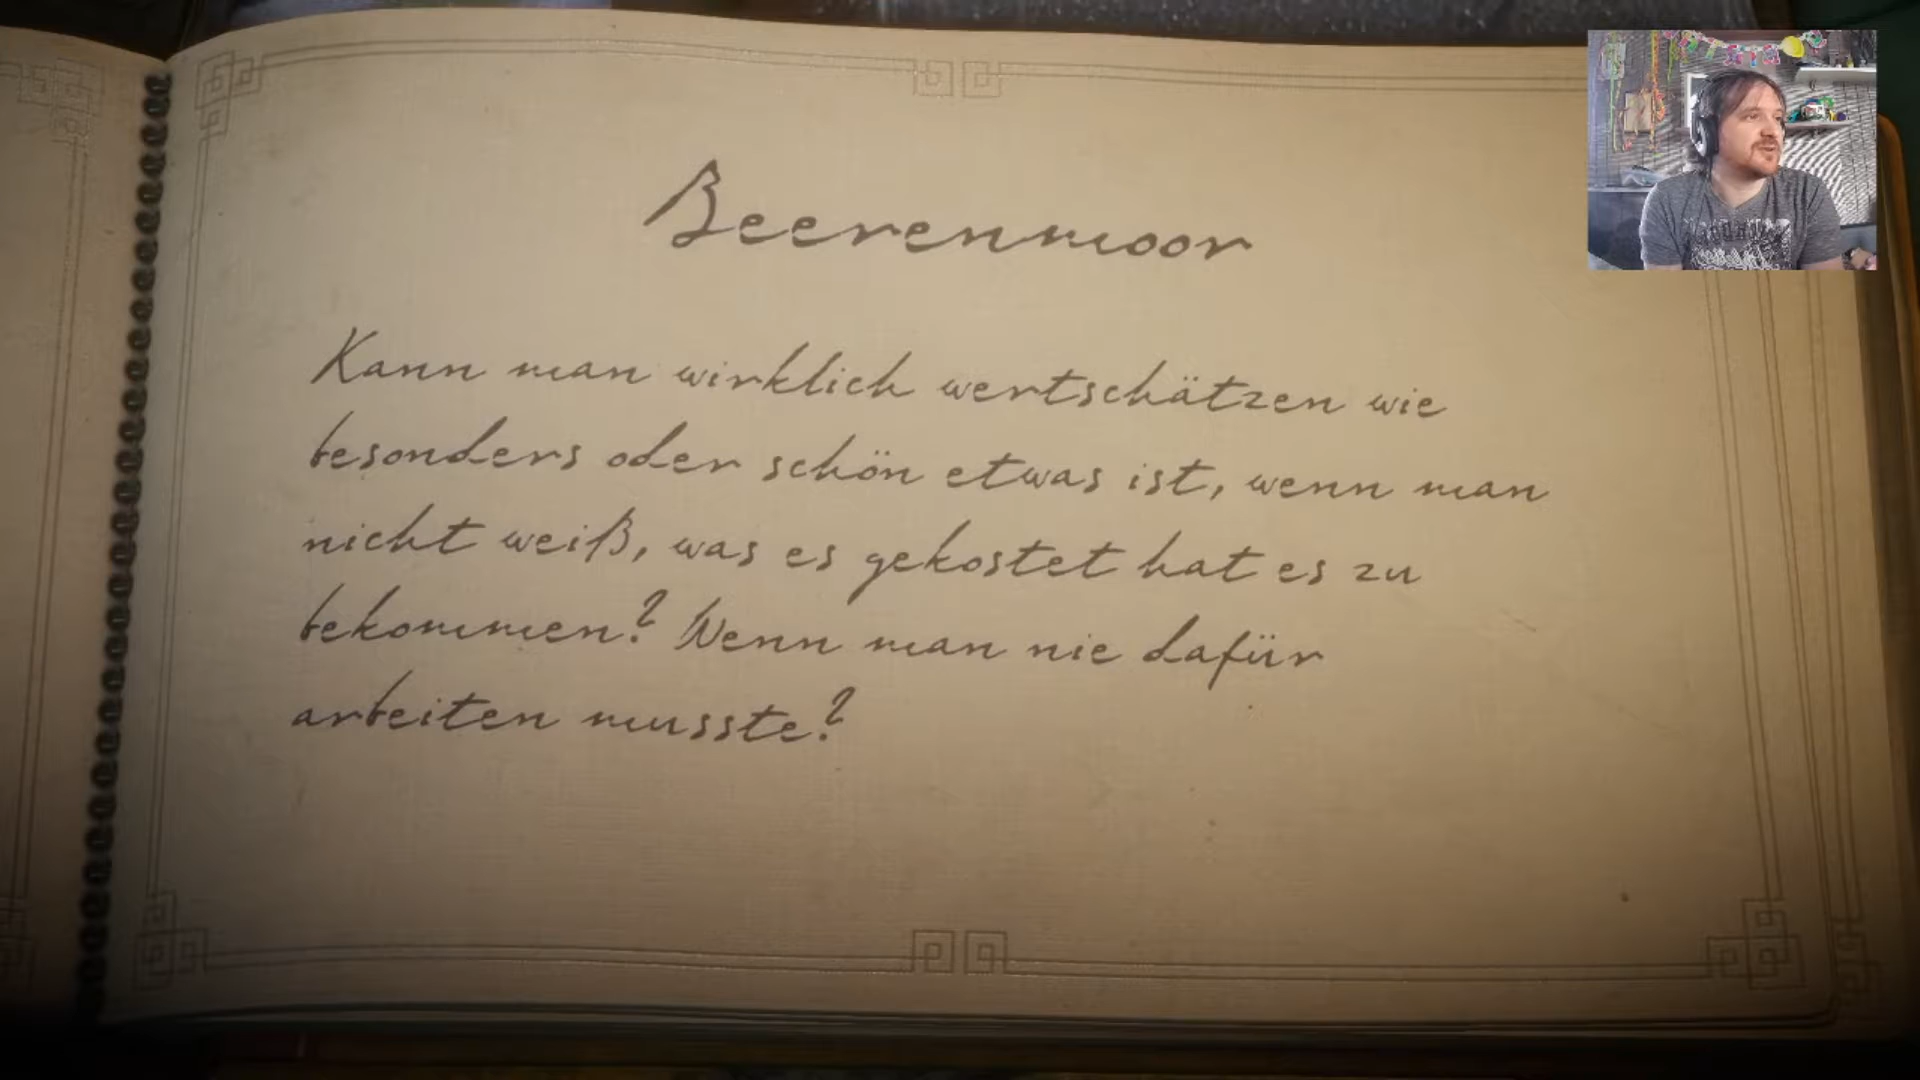 Beerenmoor
Kann man wirklich wertschätzen wie
besonders oder schön etwas ist, wenn man
nicht weiß, was es gekostet hat es zu
bekommen? Wenn man nie dafür
arbeiten musste?